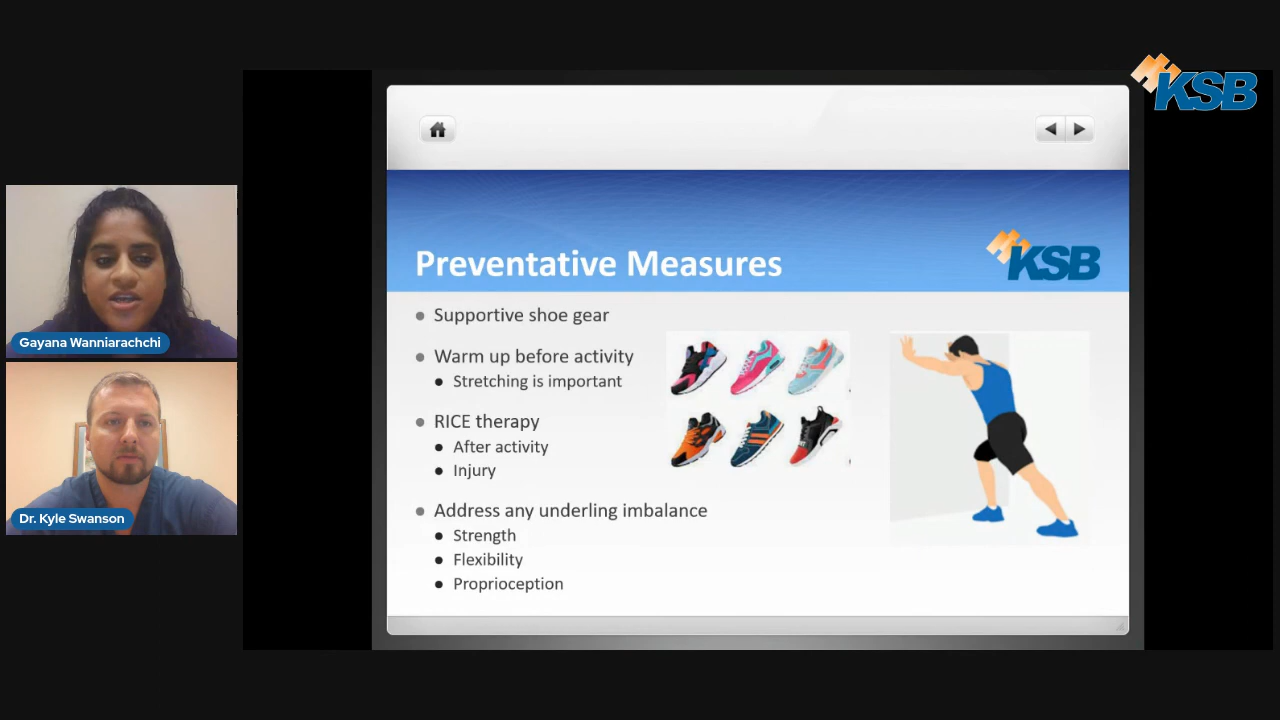 KSB
Preventative Measures
KSB
Supportive shoe gear
Warm up before activity
Stretching is important
RICE therapy
After activity
Injury
Address any underling imbalance
Strength
Flexibility
Proprioception
Gayana Wanniarachchi
Dr. Kyle Swanson